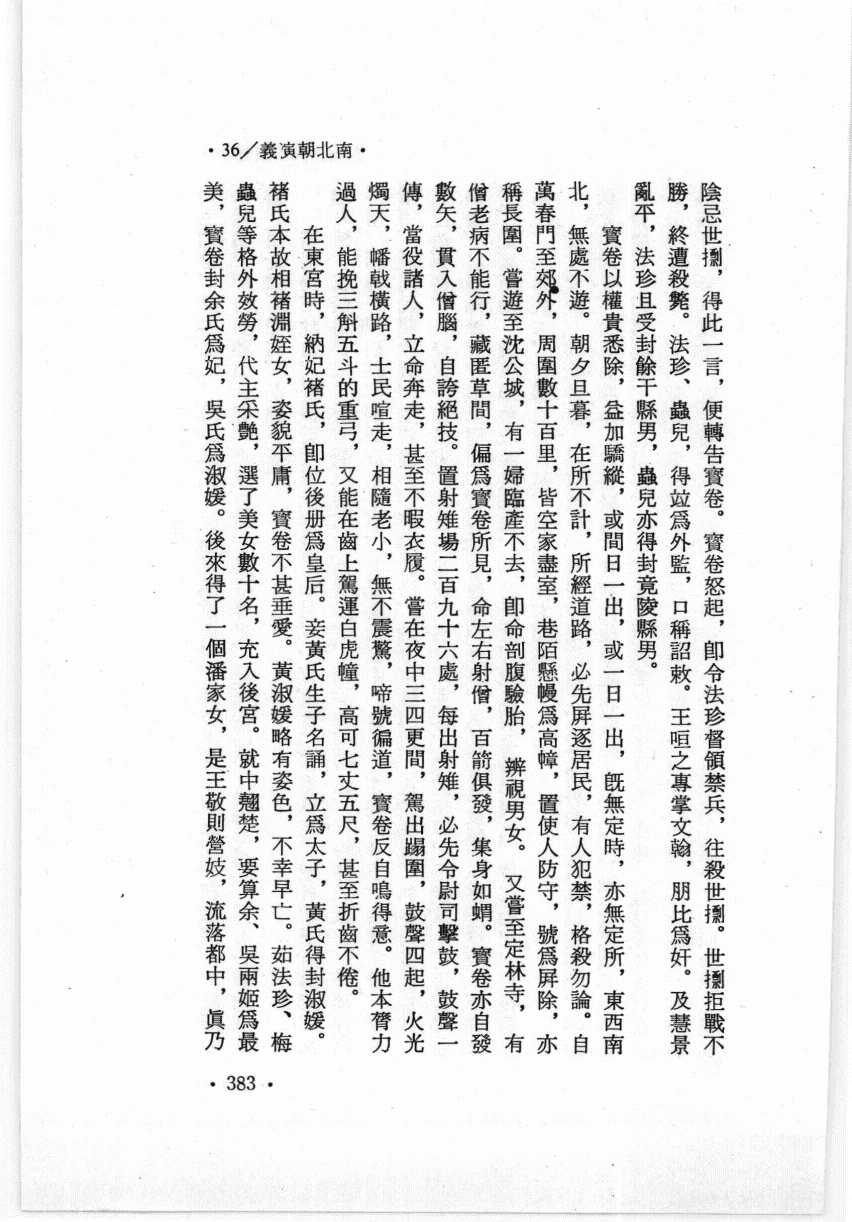 •36/義演朝北南•
陰忌世㯿，得此一言，便轉告寶卷。寶卷怒起，卽令法珍督領禁兵，往殺世㯿。世㯿拒戰不
勝，終遭殺斃。法珍、蟲兒，得竝爲外監，口稱詔敕。王咺之專掌文翰，朋比爲奸。及慧景
亂平，法珍且受封餘干縣男，蟲兒亦得封竟陵縣男。
寶卷以權貴悉除，益加驕縱，或間日一出，或一日一出，旣無定時，亦無定所，東西南
北，無處不遊。朝夕旦暮，在所不計，所經道路，必先屛逐居民，有人犯禁，格殺勿論。自
萬春門至郊外，周圍數十百里，皆空家盡室，巷陌懸幔爲高幛，置使人防守，號爲屛除，亦
稱長圍。嘗遊至沈公城，有一婦臨產不去，卽命剖腹驗胎，辨視男女。又嘗至定林寺，有
僧老病不能行，藏匿草間，偏爲寶卷所見，命左右射僧，百箭俱發，集身如蝟。寶卷亦自發
數矢，貫入僧腦，自誇絕技。置射雉場二百九十六處，每出射雉，必先令尉司擊鼓，鼓聲一
傳，當役諸人，立命奔走，甚至不暇衣履。嘗在夜中三四更間，駕出蹋圍，鼓聲四起，火光
燭天，幡戟橫路，士民喧走，相隨老小，無不震驚，啼號徧道，寶卷反自鳴得意。他本膂力
過人，能挽三斛五斗的重弓，又能在齒上駕運白虎幢，高可七丈五尺，甚至折齒不倦。
在東宮時，納妃褚氏，卽位後册爲皇后。妾黃氏生子名誦，立爲太子，黃氏得封淑媛。
褚氏本故相褚淵姪女，姿貌平庸，寶卷不甚垂愛。黃淑媛略有姿色，不幸早亡。茹法珍、梅
蟲兒等格外效勞，代主采艷，選了美女數十名，充入後宮。就中翹楚，要算余、吳兩姬爲最
美，寶卷封余氏爲妃，吳氏爲淑媛。後來得了一個潘家女，是王敬則營妓，流落都中，眞乃
•383•